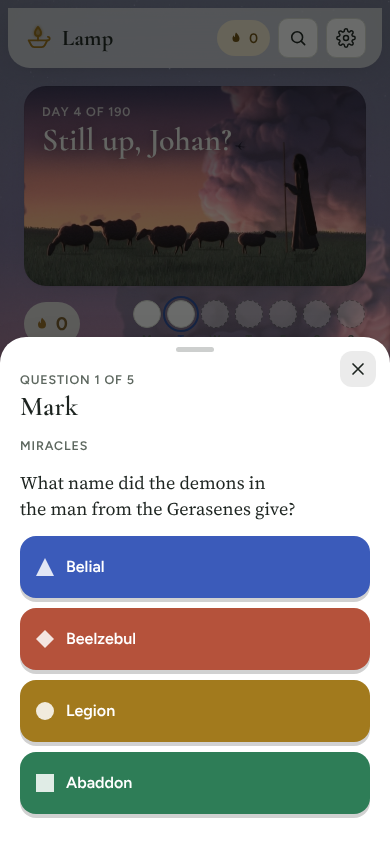 Lamp
0
DAY 4 OF 190
Still up, Johan?
0
QUESTION 1 OF 5
Mark
MIRACLES
What name did the demons in
the man from the Gerasenes give?
Belial
Beelzebul
Legion
Abaddon